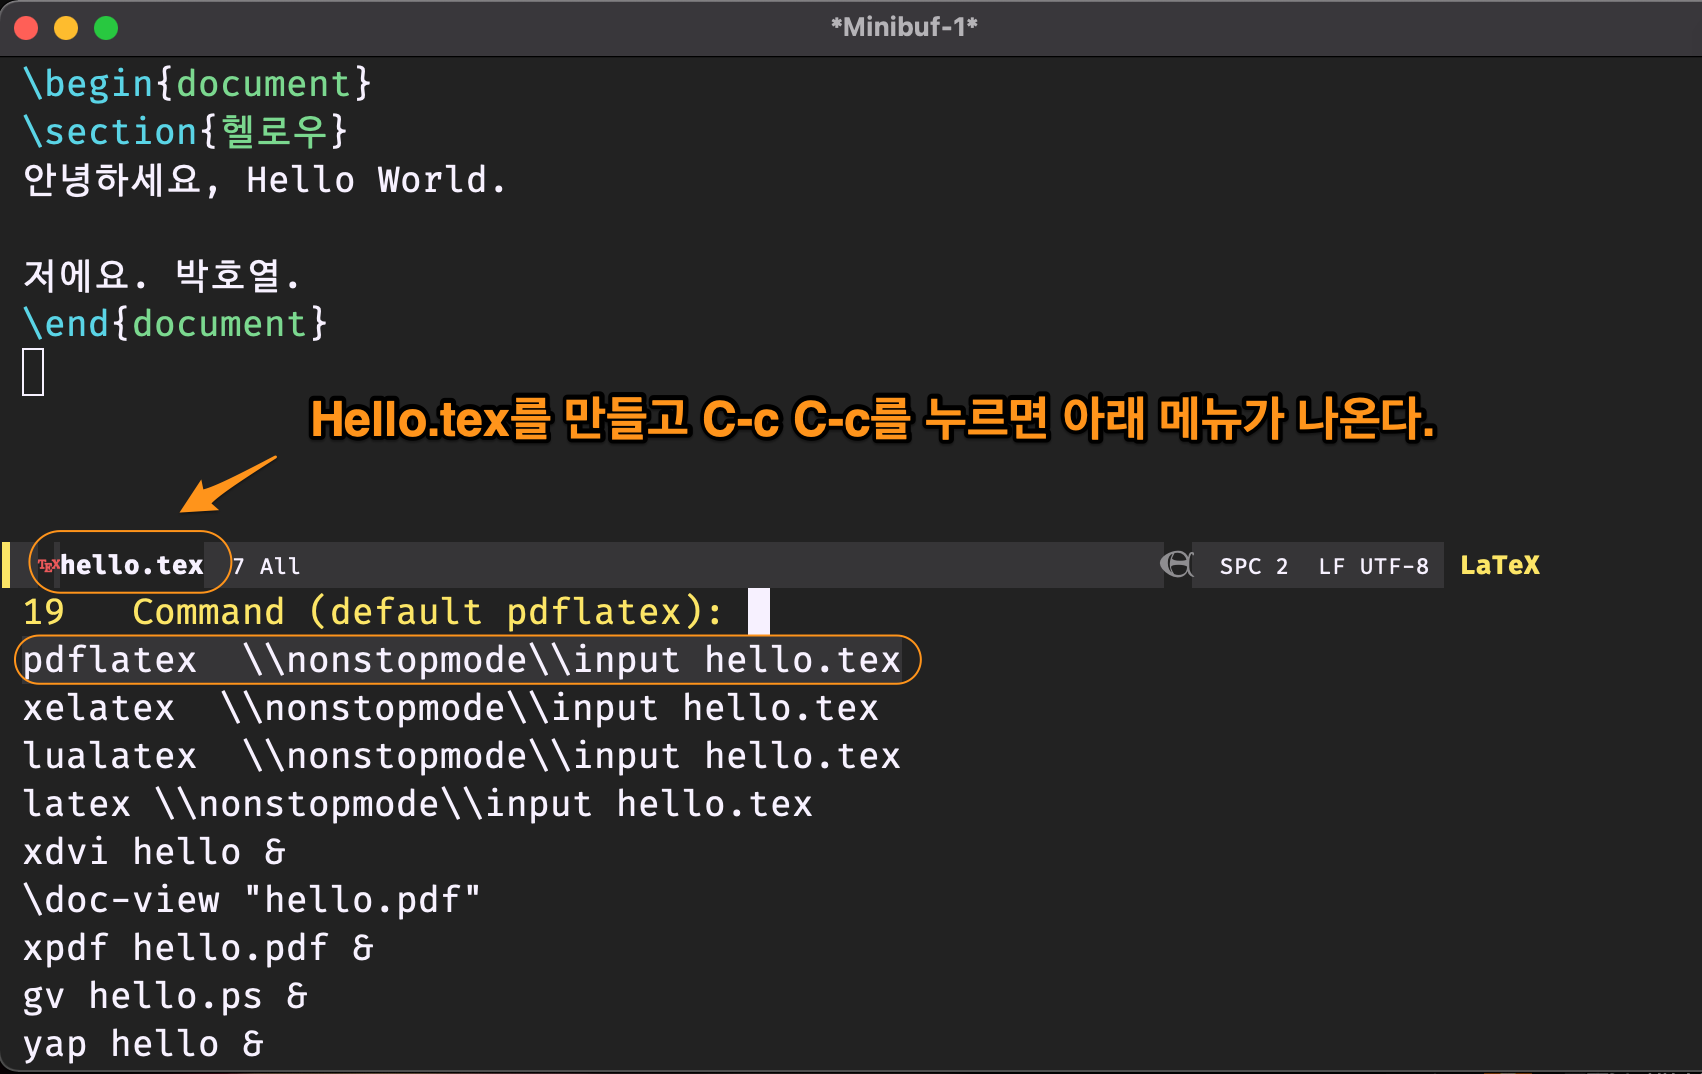 *Minibuf-1*
\begin{document}
\section{헬로우}
안녕하세요, Hello World.
저에요. 박호열.
\end{document}
Hello.tex를 만들고 C-c C-c를 누르면 아래 메뉴가 나온다.
TEX hello.tex 7 All SPC 2 LF UTF-8 LaTeX
19 Command (default pdflatex):
pdflatex  \\nonstopmode\\input hello.tex
xelatex  \\nonstopmode\\input hello.tex
lualatex  \\nonstopmode\\input hello.tex
latex \\nonstopmode\\input hello.tex
xdvi hello &
\doc-view "hello.pdf"
xpdf hello.pdf &
gv hello.ps &
yap hello &